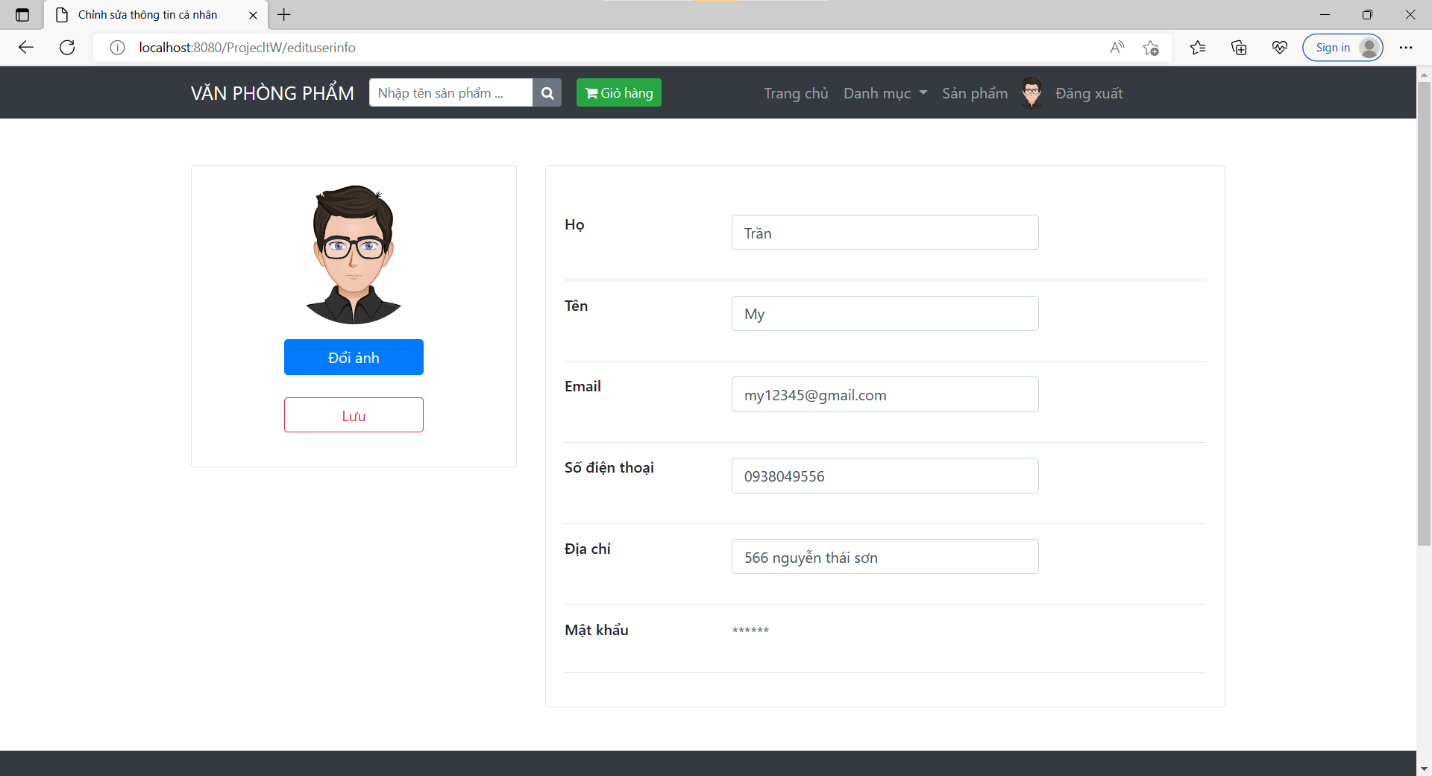 Chỉnh sửa thông tin cá nhân
localhost:8080/ProjecltW/edituserinfo
Sign in
VĂN PHÒNG PHẨM
Nhập tên sản phẩm ...
Giỏ hàng
Trang chủ
Danh mục
Sản phẩm
Đăng xuất
Đổi ảnh
Lưu
Họ
Trần
Tên
My
Email
my12345@gmail.com
Số điện thoại
0938049556
Địa chỉ
566 nguyễn thái sơn
Mật khẩu
******